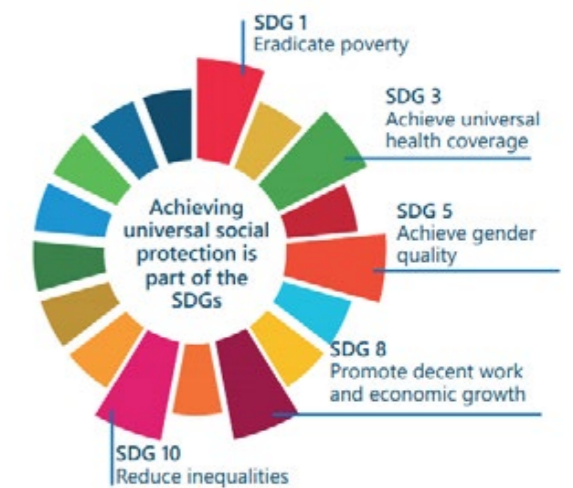 SDG 1
Eradicate poverty
SDG 3
Achieve universal
health coverage
Achieving
universal social
protection is
part of the
SDGs
SDG 5
Achieve gender
quality
SDG 8
Promote decent work
and economic growth
SDG 10
Reduce inequalities